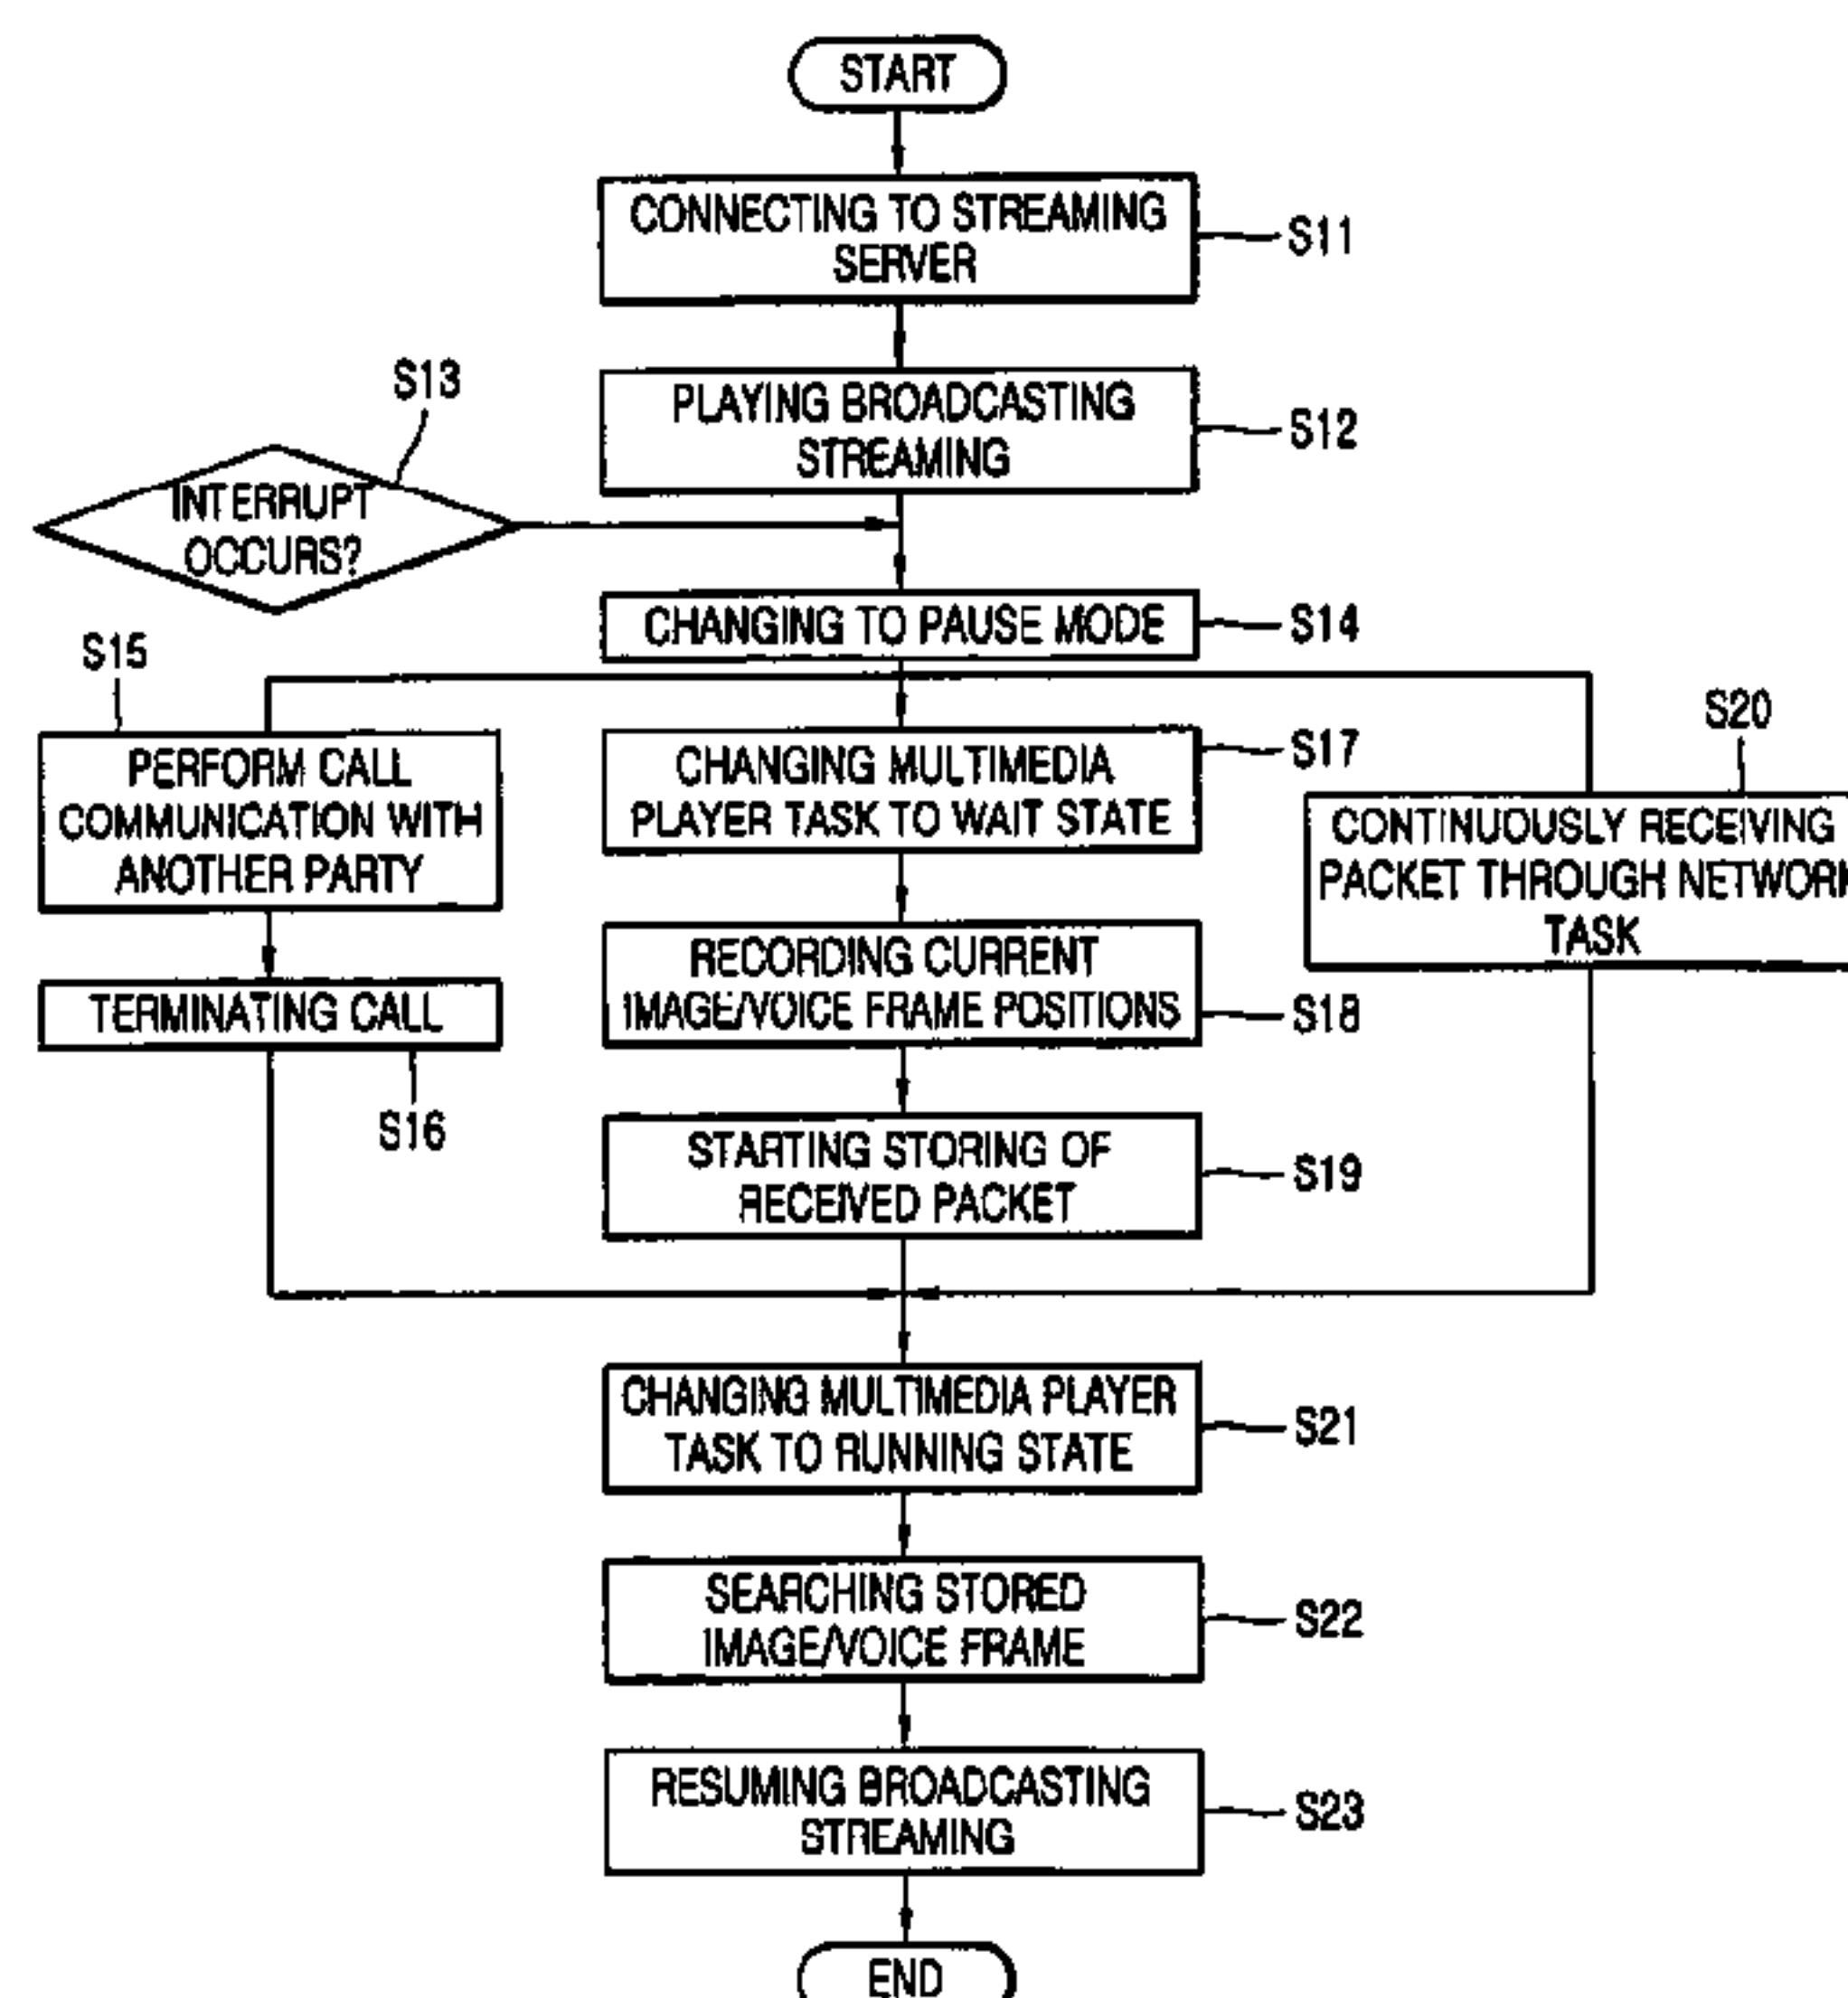 START
CONNECTING TO STREAMING
SERVER
S11
PLAYING BROADCASTING
STREAMING
S12
S13
INTERRUPT
OCCURS?
CHANGING TO PAUSE MODE
S14
S15
PERFORM CALL
COMMUNICATION WITH
ANOTHER PARTY
TERMINATING CALL
S16
CHANGING MULTIMEDIA
PLAYER TASK TO WAIT STATE
S17
RECORDING CURRENT
IMAGE/VOICE FRAME POSITIONS
S18
STARTING STORING OF
RECEIVED PACKET
S19
S20
CONTINUOUSLY RECEIVING
PACKET THROUGH NETWORK
TASK
CHANGING MULTIMEDIA PLAYER
TASK TO RUNNING STATE
S21
SEARCHING STORED
IMAGE/VOICE FRAME
S22
RESUMING BROADCASTING
STREAMING
S23
END